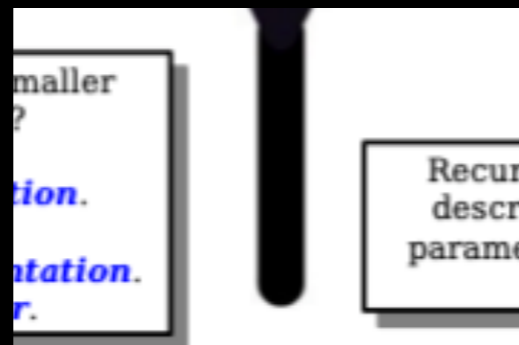 maller
?
tion.
ntation.
r.
Recur
descr
parame